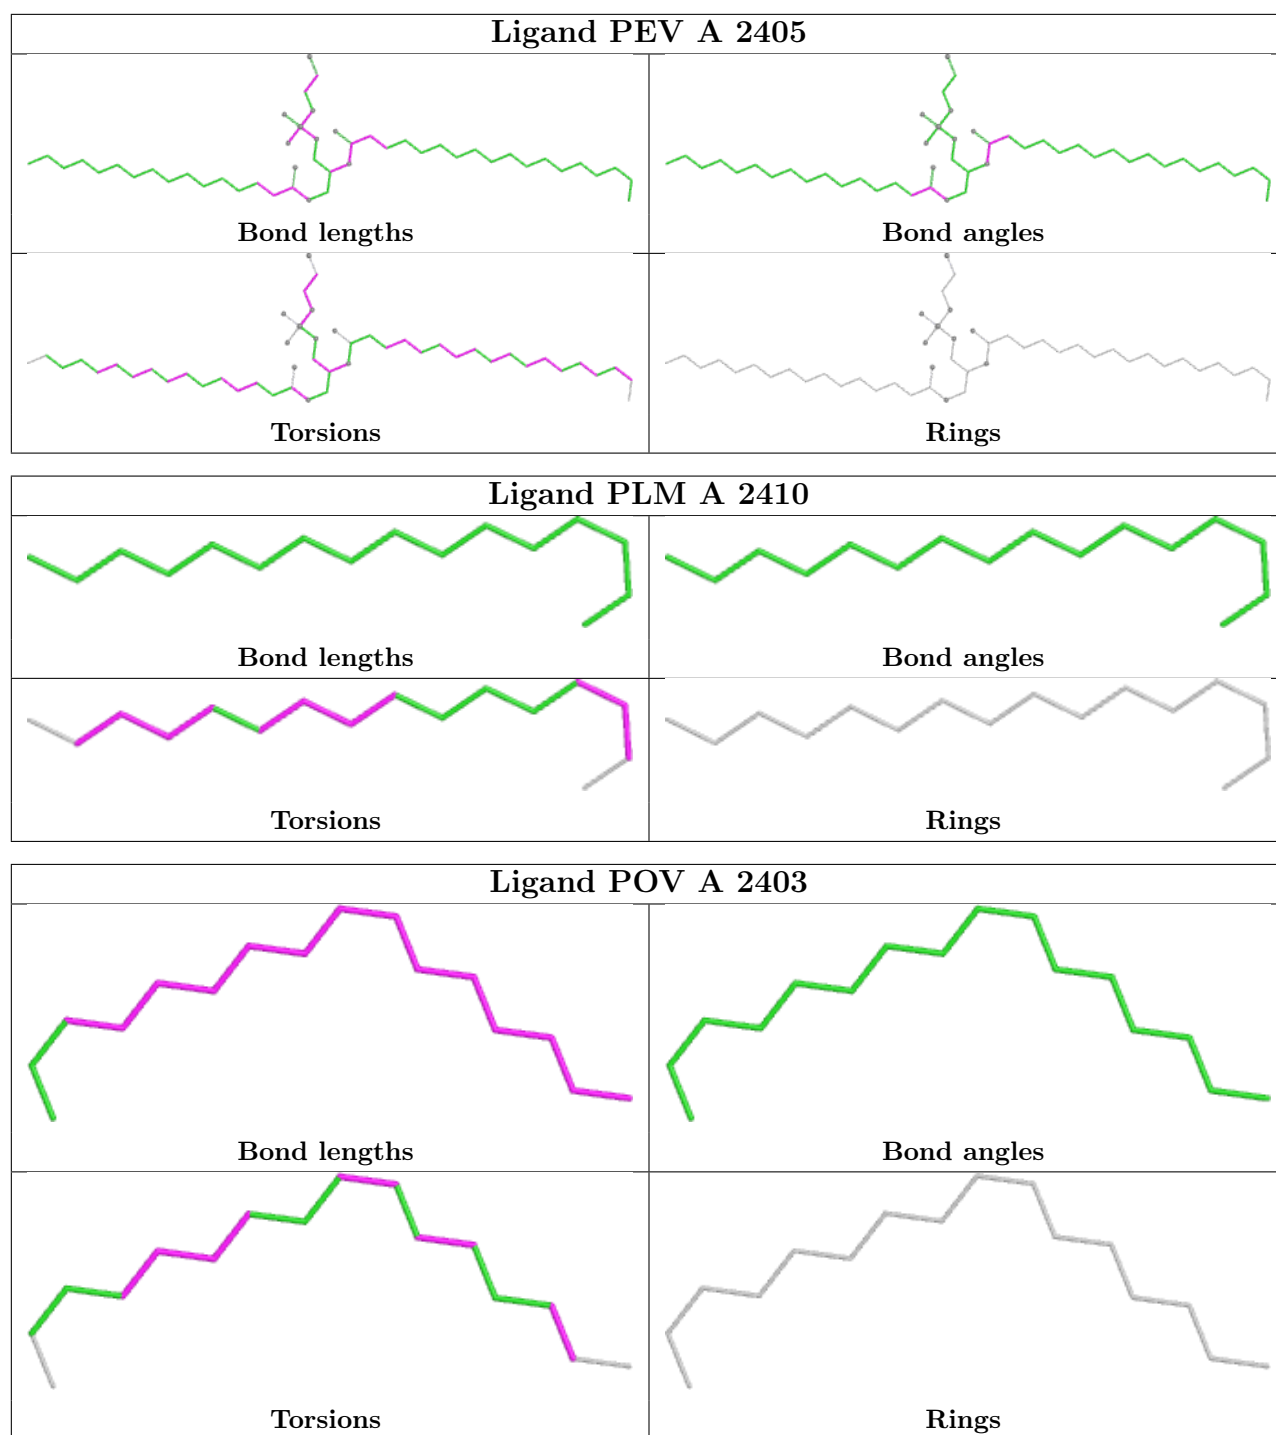 Ligand PEV A 2405
Bond lengths
Bond angles
Torsions
Rings
Ligand PLM A 2410
Bond lengths
Bond angles
Torsions
Rings
Ligand POV A 2403
Bond lengths
Bond angles
Torsions
Rings